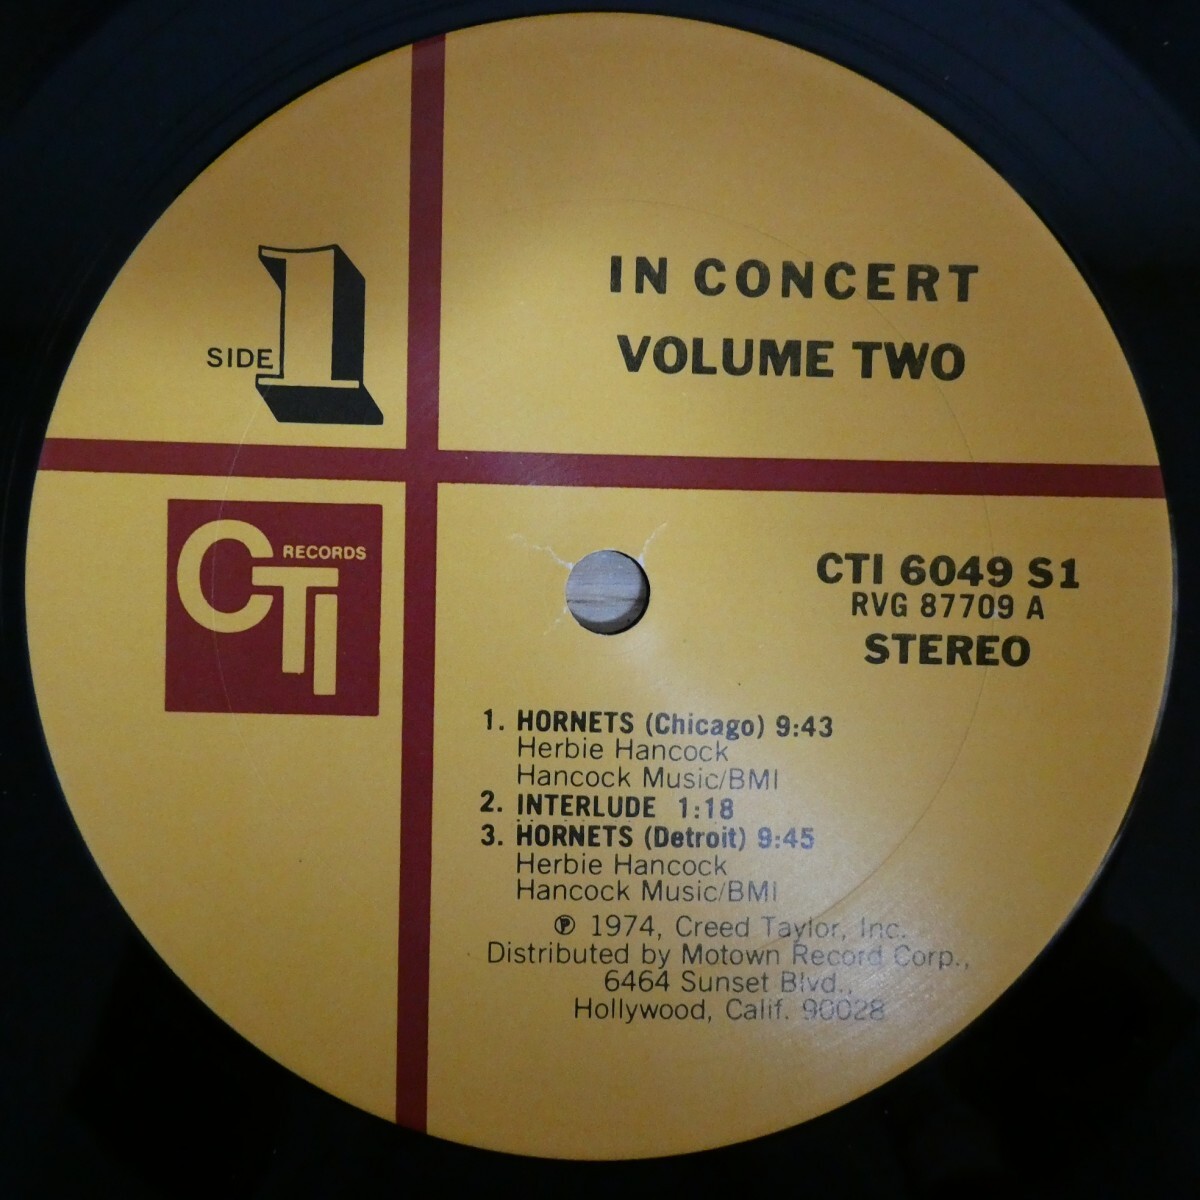 SIDE 1
IN CONCERT
VOLUME TWO
CTI RECORDS
CTI 6049 S1
RVG 87709 A
STEREO
1. HORNETS (Chicago) 9:43
Herbie Hancock
Hancock Music/BMI
2. INTERLUDE 1:18
3. HORNETS (Detroit) 9:45
Herbie Hancock
Hancock Music/BMI
℗ 1974, Creed Taylor, Inc.
Distributed by Motown Record Corp.,
6464 Sunset Blvd.,
Hollywood, Calif. 90028